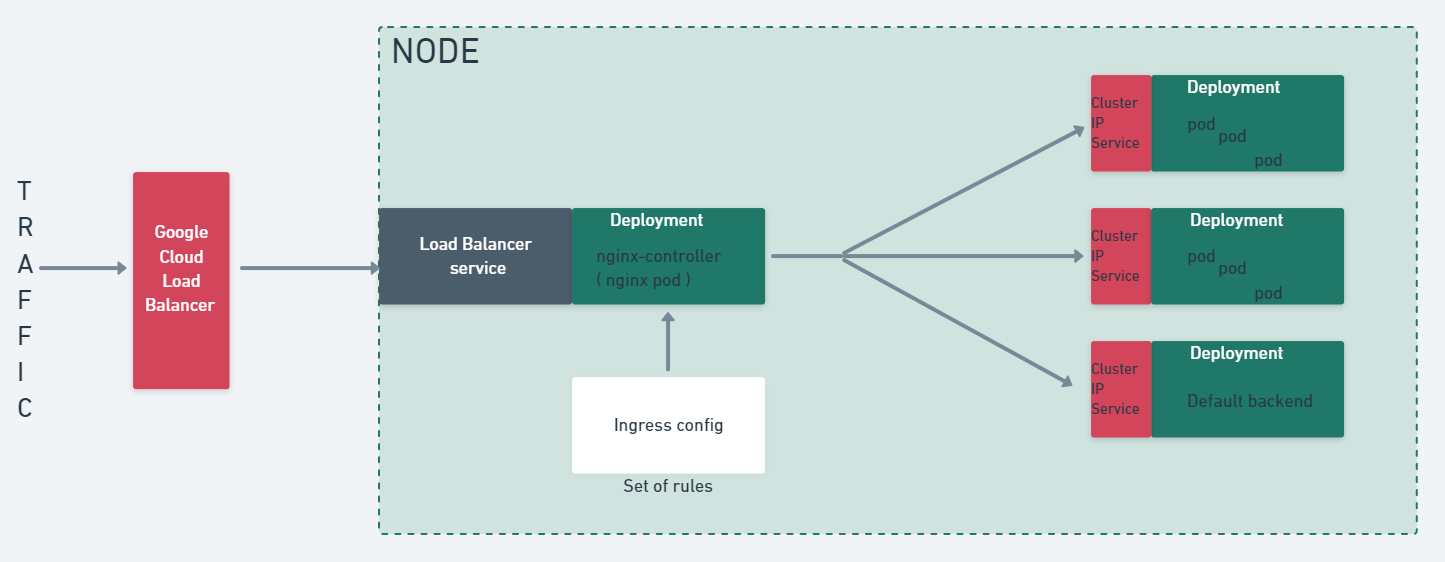 TRAFFIC
Google
Cloud
Load
Balancer
NODE
Load Balancer
service
Deployment
nginx-controller
( nginx pod )
Ingress config
Set of rules
Cluster
IP
Service
Deployment
pod
pod
pod
Cluster
IP
Service
Deployment
pod
pod
pod
Cluster
IP
Service
Deployment
Default backend